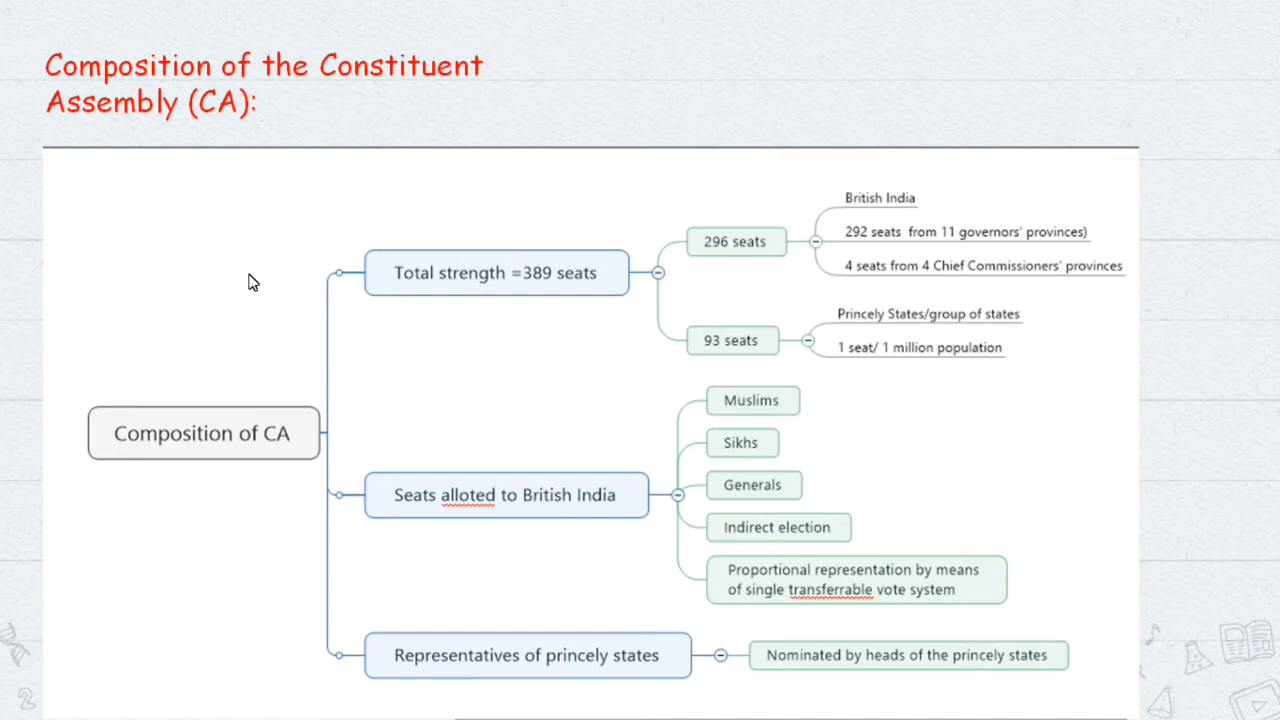 Composition of the Constituent
Assembly (CA):
British India
296 seats
292 seats from 11 governors' provinces)
4 seats from 4 Chief Commissioners' provinces
Total strength =389 seats
Princely States/group of states
93 seats
1 seat/ 1 million population
Composition of CA
Muslims
Sikhs
Generals
Seats alloted to British India
Indirect election
Proportional representation by means
of single transferrable vote system
Representatives of princely states
Nominated by heads of the princely states